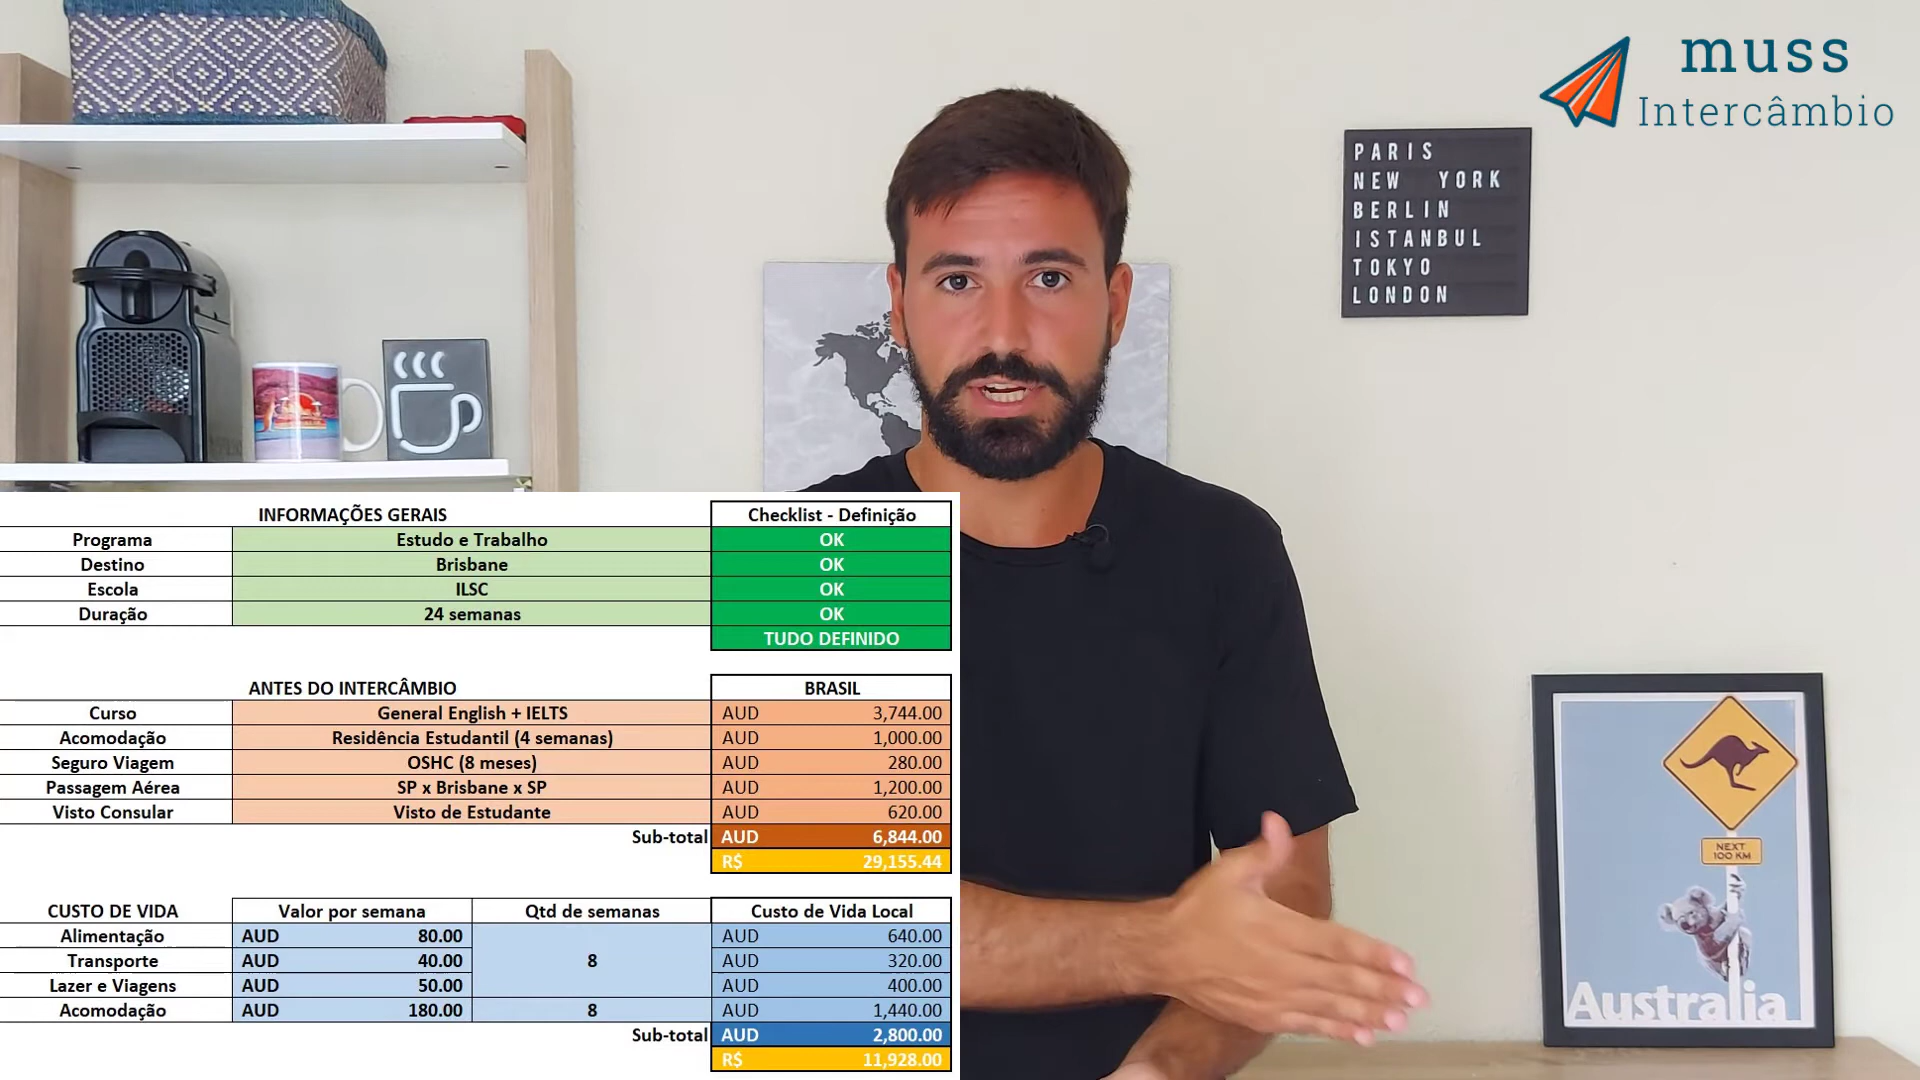 muss
Intercâmbio
PARIS
NEW YORK
BERLIN
ISTANBUL
TOKYO
LONDON
INFORMAÇÕES GERAIS Checklist - Definição
Programa Estudo e Trabalho OK
Destino Brisbane OK
Escola ILSC OK
Duração 24 semanas OK
TUDO DEFINIDO
ANTES DO INTERCÂMBIO BRASIL
Curso General English + IELTS AUD 3,744.00
Acomodação Residência Estudantil (4 semanas) AUD 1,000.00
Seguro Viagem OSHC (8 meses) AUD 280.00
Passagem Aérea SP x Brisbane x SP AUD 1,200.00
Visto Consular Visto de Estudante AUD 620.00
Sub-total AUD 6,844.00
R$ 29,155.44
CUSTO DE VIDA Valor por semana Qtd de semanas Custo de Vida Local
Alimentação AUD 80.00 AUD 640.00
Transporte AUD 40.00 8 AUD 320.00
Lazer e Viagens AUD 50.00 AUD 400.00
Acomodação AUD 180.00 8 AUD 1,440.00
Sub-total AUD 2,800.00
R$ 11,928.00
NEXT
100 KM
Australia